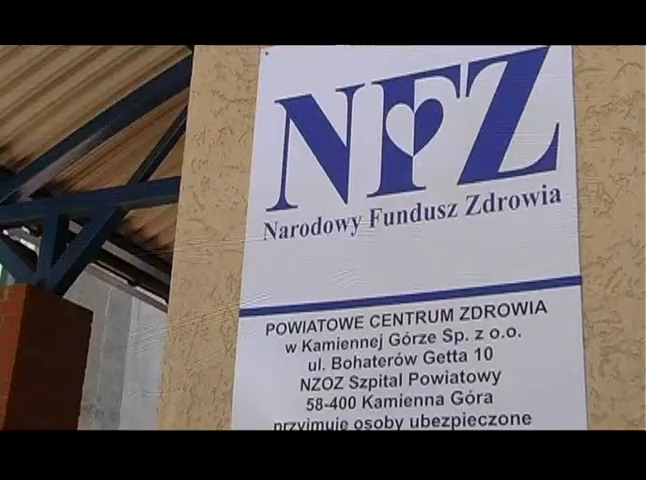 NFZ
Narodowy Fundusz Zdrowia
POWIATOWE CENTRUM ZDROWIA
w Kamiennej Górze Sp. z o.o.
ul. Bohaterów Getta 10
NZOZ Szpital Powiatowy
58-400 Kamienna Góra
przyjmuje osoby ubezpieczone